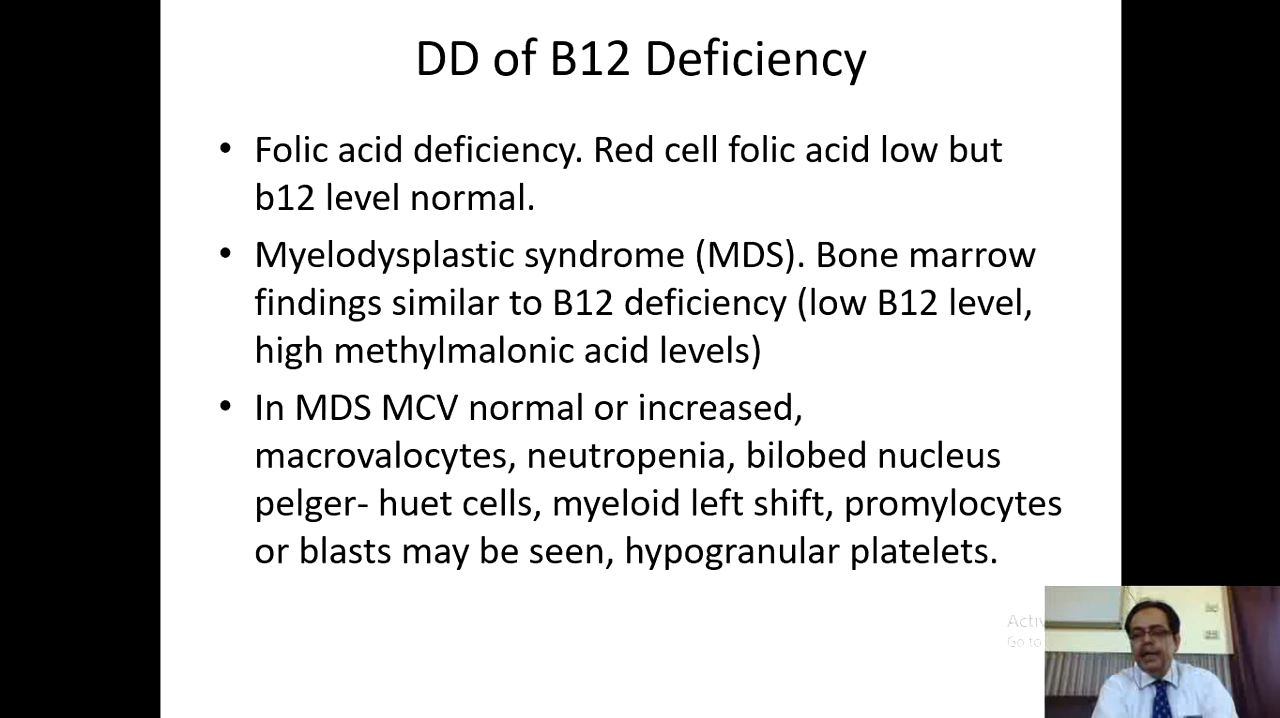 DD of B12 Deficiency
• Folic acid deficiency. Red cell folic acid low but
b12 level normal.
• Myelodysplastic syndrome (MDS). Bone marrow
findings similar to B12 deficiency (low B12 level,
high methylmalonic acid levels)
• In MDS MCV normal or increased,
macrovalocytes, neutropenia, bilobed nucleus
pelger- huet cells, myeloid left shift, promylocytes
or blasts may be seen, hypogranular platelets.
Activ
Go to